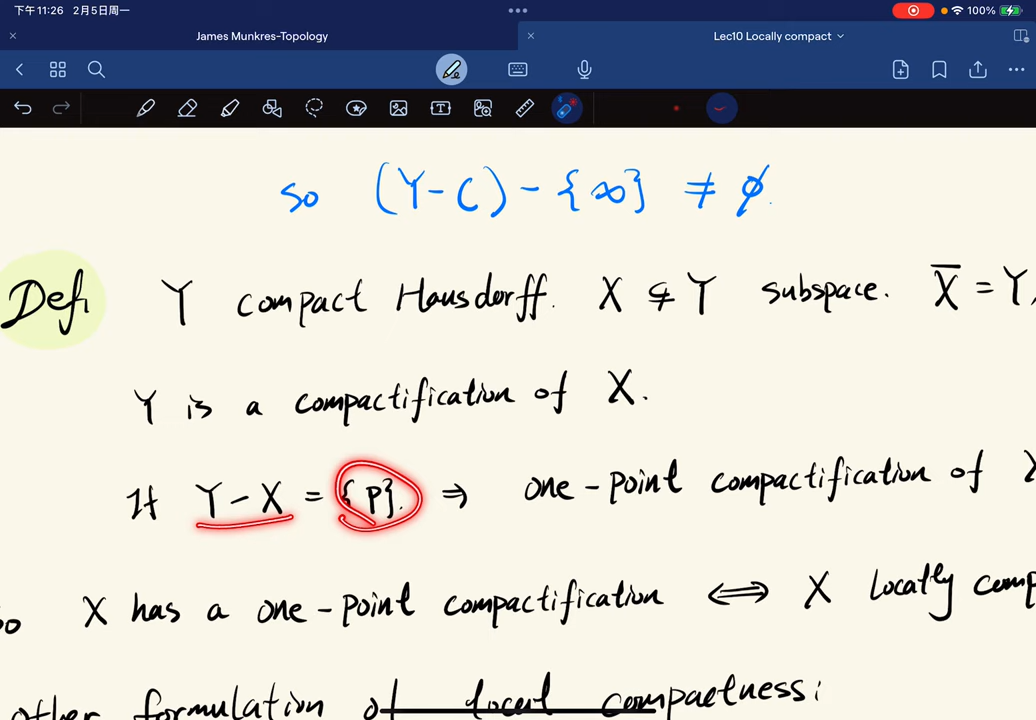 下午11:26 2月5日周一
100%
James Munkres-Topology
Lec10 Locally compact
T
so (Y-C) - {∞} ≠ ∅.
Defi Y compact Hausdorff. X ⊊ Y subspace. X̅ = Y,
Y is a compactification of X.
If Y-X = {P}. ⇒ one-point compactification of X
so X has a one-point compactification ⟺ X locally comp
other formulation of local compactness: